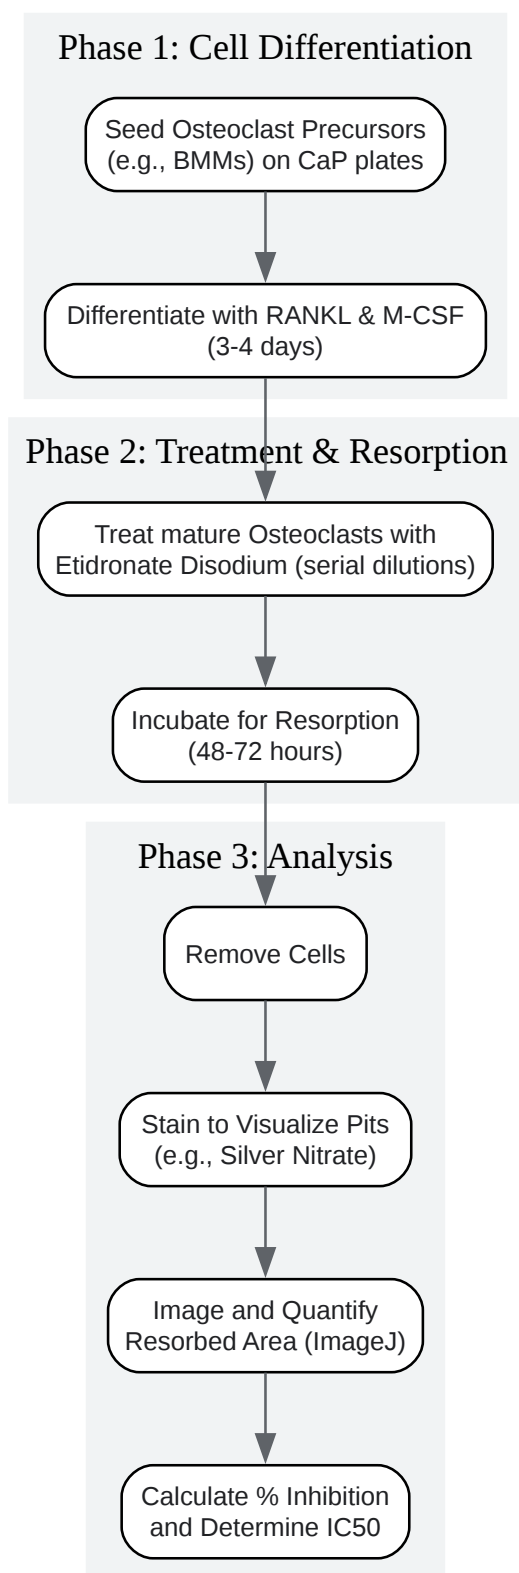 Phase 1: Cell Differentiation
Seed Osteoclast Precursors
(e.g., BMMs) on CaP plates
Differentiate with RANKL & M-CSF
(3-4 days)
Phase 2: Treatment & Resorption
Treat mature Osteoclasts with
Etidronate Disodium (serial dilutions)
Incubate for Resorption
(48-72 hours)
Phase 3: Analysis
Remove Cells
Stain to Visualize Pits
(e.g., Silver Nitrate)
Image and Quantify
Resorbed Area (ImageJ)
Calculate % Inhibition
and Determine IC50